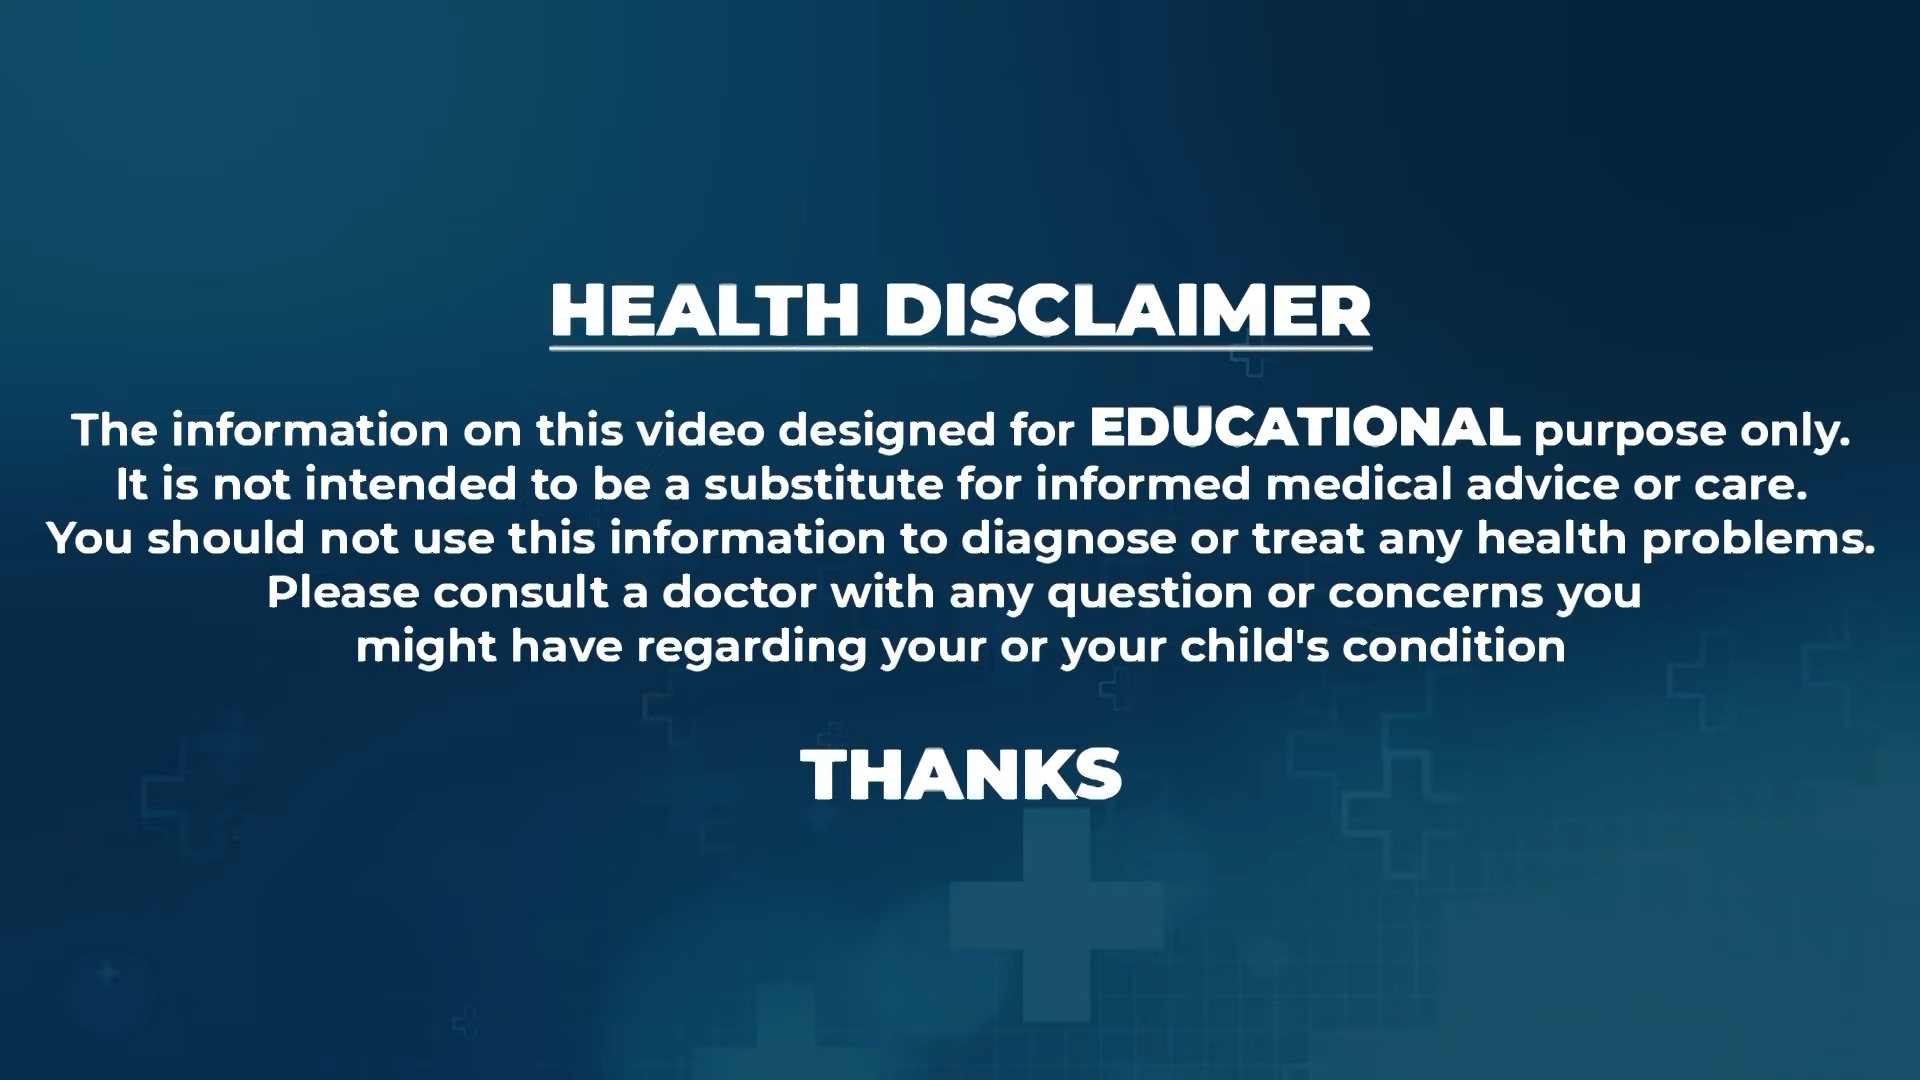 HEALTH DISCLAIMER
The information on this video designed for EDUCATIONAL purpose only.
It is not intended to be a substitute for informed medical advice or care.
You should not use this information to diagnose or treat any health problems.
Please consult a doctor with any question or concerns you
might have regarding your or your child's condition
THANKS